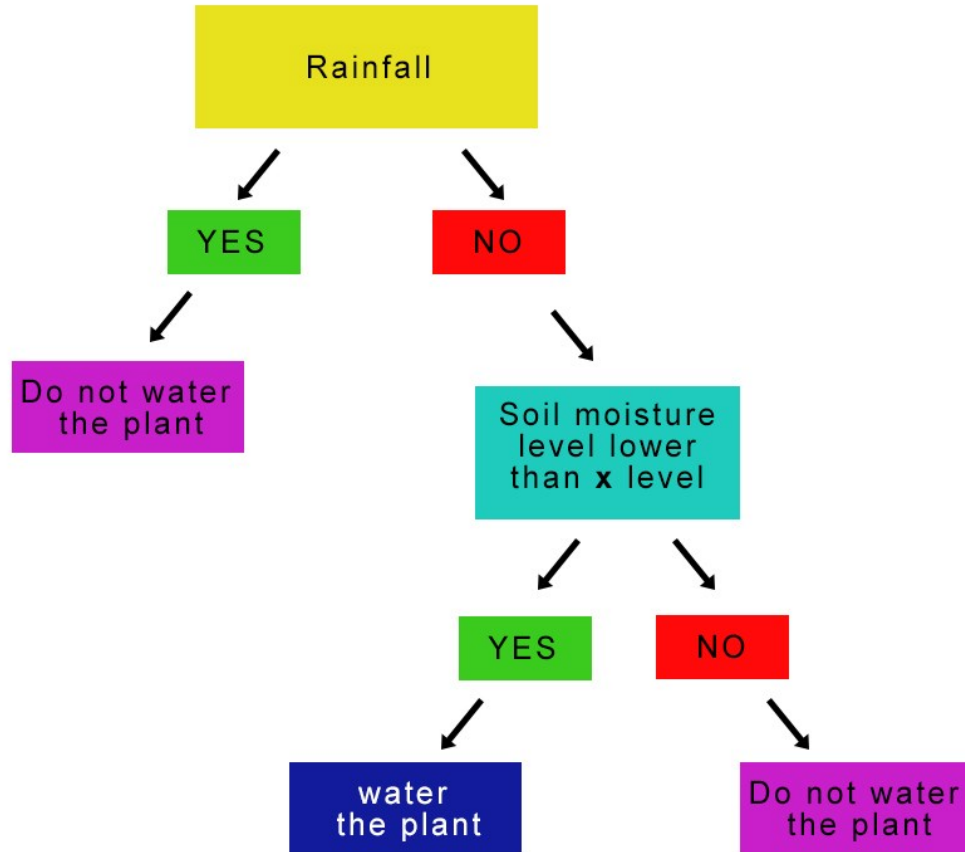 Rainfall
YES
NO
Do not water
the plant
Soil moisture
level lower
than x level
YES
NO
water
the plant
Do not water
the plant